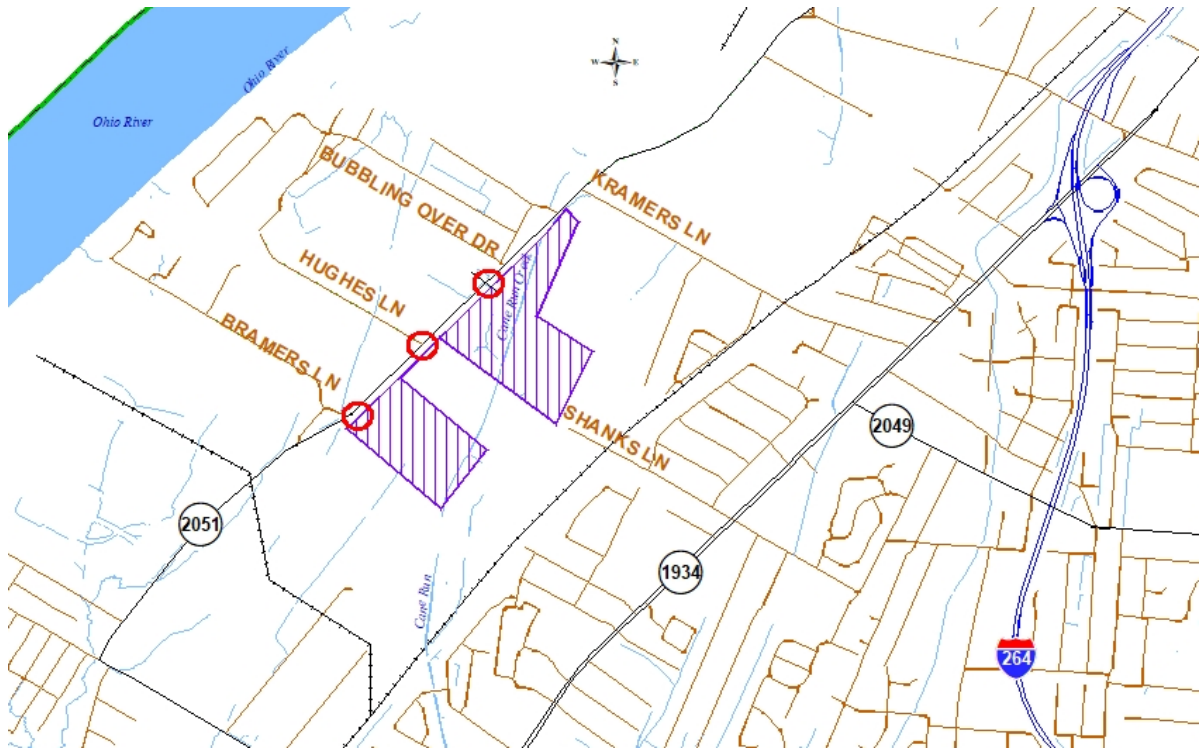 N
W E
S
Ohio River
Ohio River
BUBBLING OVER DR
KRAMERS LN
HUGHES LN
Cane Run Creek
BRAMERS LN
SHANKS LN
2049
2051
1934
Cane Run
264